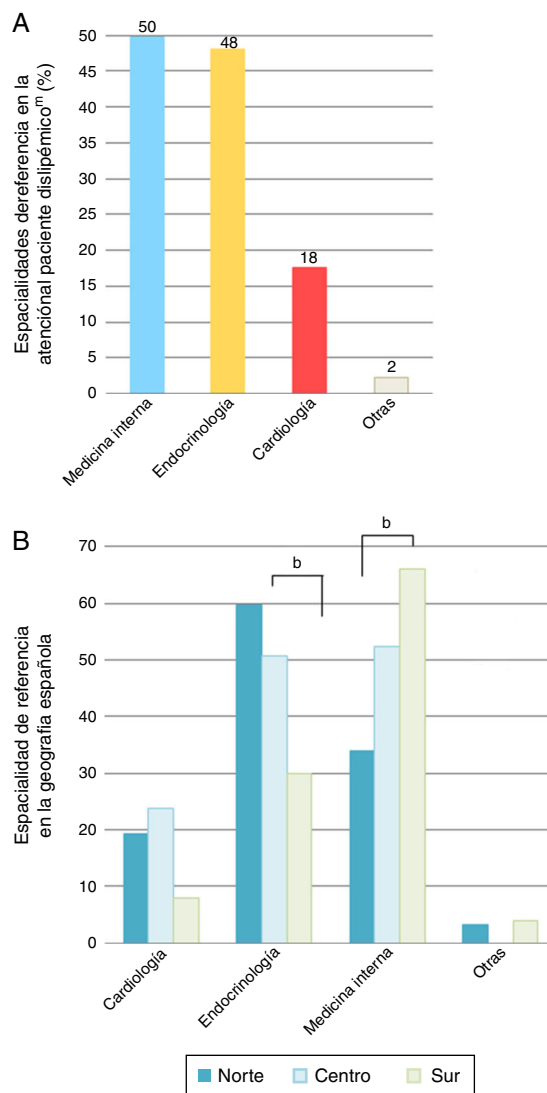 A
Espacialidades dereferencia en la
atenciónal paciente dislipémicoᵐ (%)
50
45
40
35
30
25
20
15
10
5
0
50
48
18
2
Medicina interna
Endocrinología
Cardiología
Otras
B
Espacialidad de referencia
en la geografía española
70
60
50
40
30
20
10
0
b
b
Cardiología
Endocrinología
Medicina interna
Otras
Norte Centro Sur